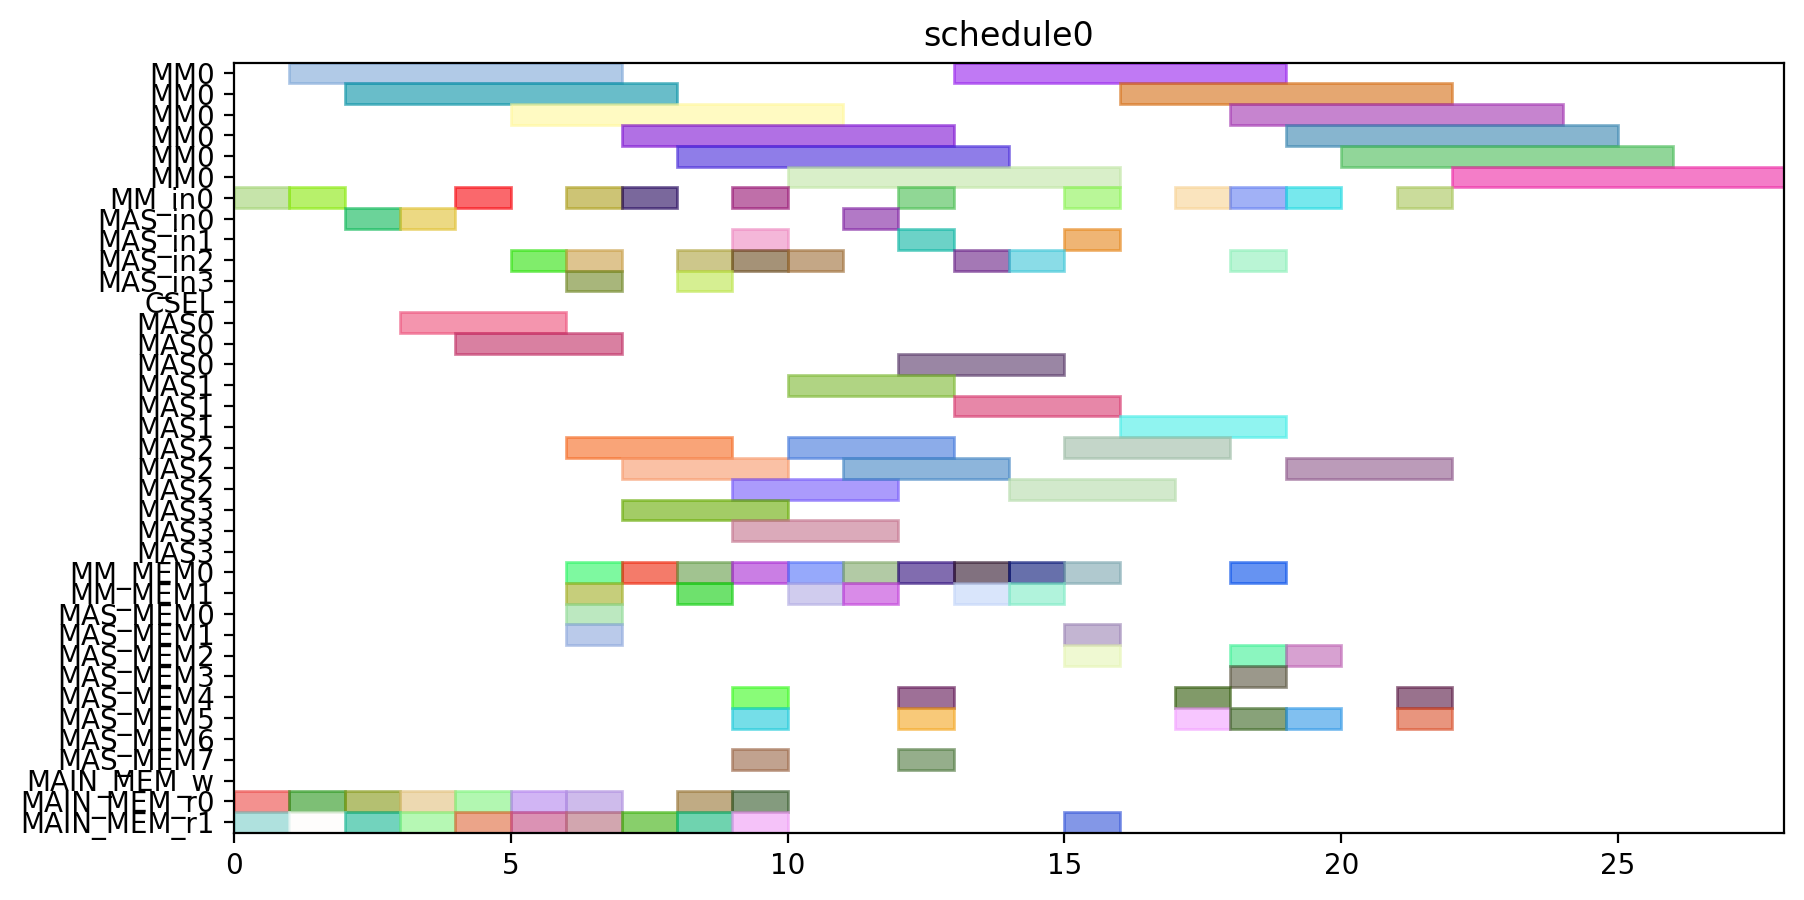 schedule0
MM0
MM0
MM0
MM0
MM0
MM0
MM_in0
MAS_in0
MAS_in1
MAS_in2
MAS_in3
CSEL
MAS0
MAS0
MAS0
MAS1
MAS1
MAS1
MAS2
MAS2
MAS2
MAS3
MAS3
MAS3
MM_MEM0
MM_MEM1
MAS_MEM0
MAS_MEM1
MAS_MEM2
MAS_MEM3
MAS_MEM4
MAS_MEM5
MAS_MEM6
MAS_MEM7
MAIN_MEM_w
MAIN_MEM_r0
MAIN_MEM_r1
0 5 10 15 20 25